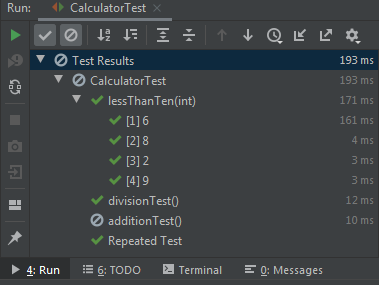 Run: CalculatorTest
Test Results 193 ms
CalculatorTest 193 ms
lessThanTen(int) 171 ms
[1] 6 161 ms
[2] 8 4 ms
[3] 2 3 ms
[4] 9 3 ms
divisionTest() 12 ms
additionTest() 10 ms
Repeated Test
4: Run 6: TODO Terminal 0: Messages